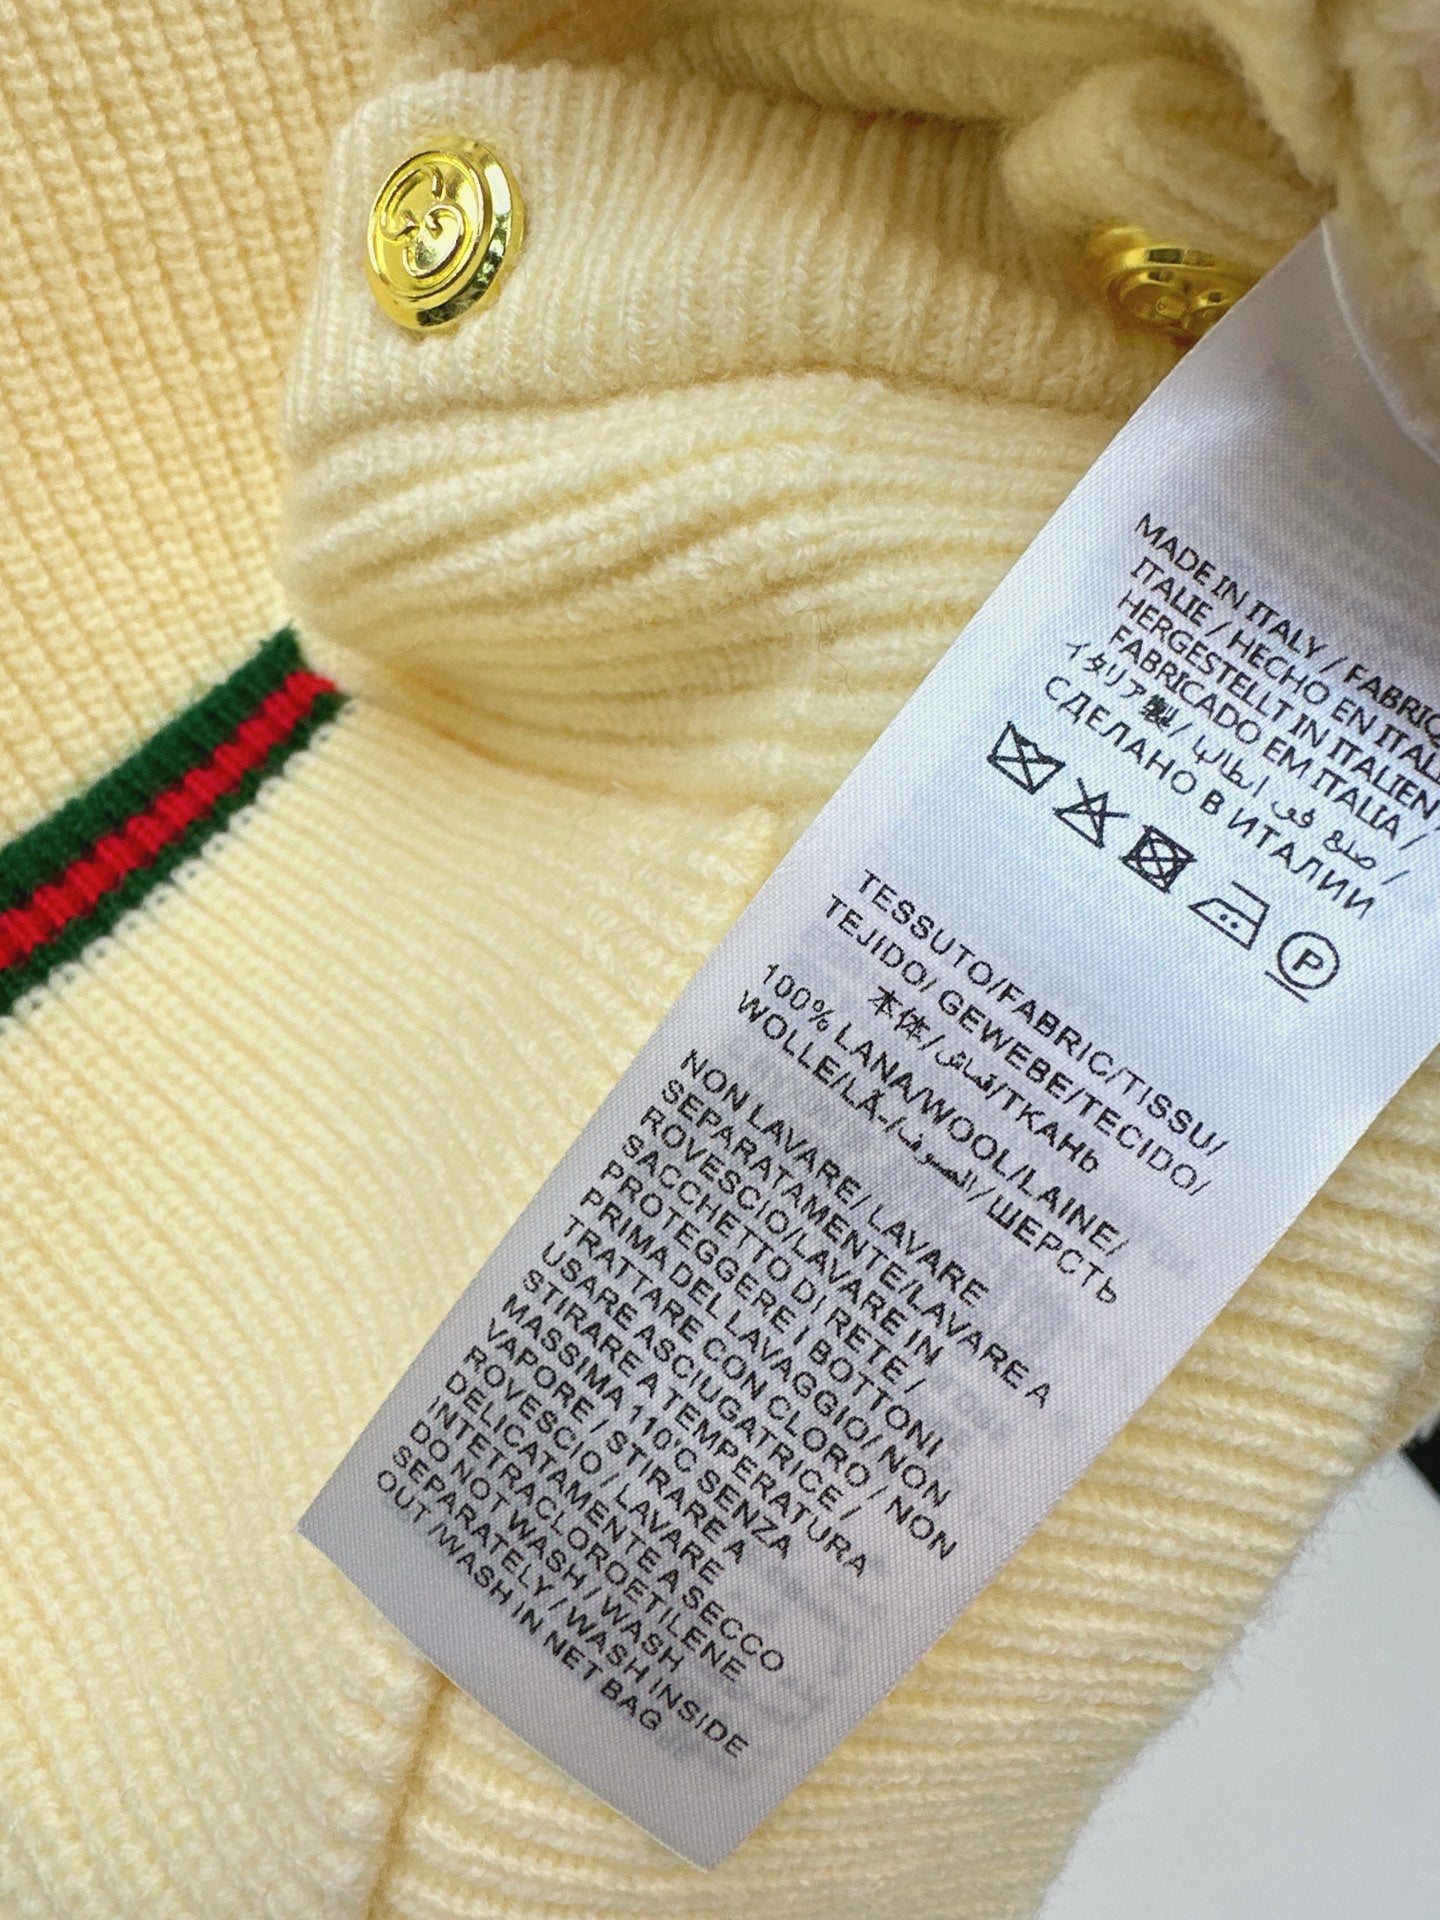 MADE IN ITALY / FABRIQ
ITALIE / HECHO EN ITALI
HERGESTELLT IN ITALIEN /
FABRICADO EM ITALIA /
イタリア製 / صنع في ايطاليا /
СДЕЛАНО В ИТАЛИИ
P
TESSUTO/FABRIC/TISSU/
TEJIDO/ GEWEBE/TECIDO/
本体/قماش/ТКАНЬ
100% LANA/WOOL/LAINE/
WOLLE/LÃ-/الصوف/ШЕРСТЬ
NON LAVARE/ LAVARE
SEPARATAMENTE/LAVARE A
ROVESCIO/LAVARE IN
SACCHETTO DI RETE /
PROTEGGERE I BOTTONI
PRIMA DEL LAVAGGIO/ NON
TRATTARE CON CLORO / NON
USARE ASCIUGATRICE /
STIRARE A TEMPERATURA
MASSIMA 110'C SENZA
VAPORE / STIRARE A
ROVESCIO / LAVARE
DELICATAMENTE A SECCO
INTETRACLOROETILENE
DO NOT WASH / WASH
SEPARATELY / WASH INSIDE
OUT /WASH IN NET BAG